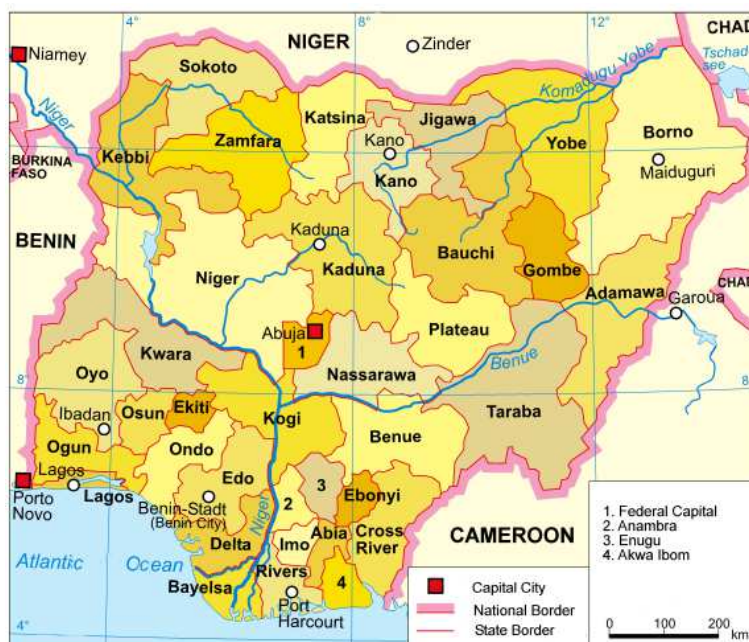 4°
8°
12°
CHAD
NIGER
Zinder
Niamey
Tschad
see
Sokoto
Komadugu Yobe
Katsina
Jigawa
Niger
Zamfara
Borno
Kebbi
Kano
Yobe
BURKINA
FASO
Maiduguri
Kano
BENIN
Kaduna
Bauchi
Niger
Kaduna
Gombe
CHAD
Adamawa
Garoua
Abuja
Plateau
1
Kwara
Benue
8°
Nassarawa
8
Oyo
Taraba
Ibadan
Osun
Ekiti
Kogi
Benue
Ogun
Ondo
Lagos
Edo
3
Porto
Novo
Lagos
Benin-Stadt
(Benin City)
Niger
2
Ebonyi
Cross
River
CAMEROON
Atlantic
Ocean
Delta
Imo
Abia
Bayelsa
Rivers
4
Port
Harcourt
4°
1. Federal Capital
2. Anambra
3. Enugu
4. Akwa Ibom
Capital City
National Border
State Border
0 100 200
km